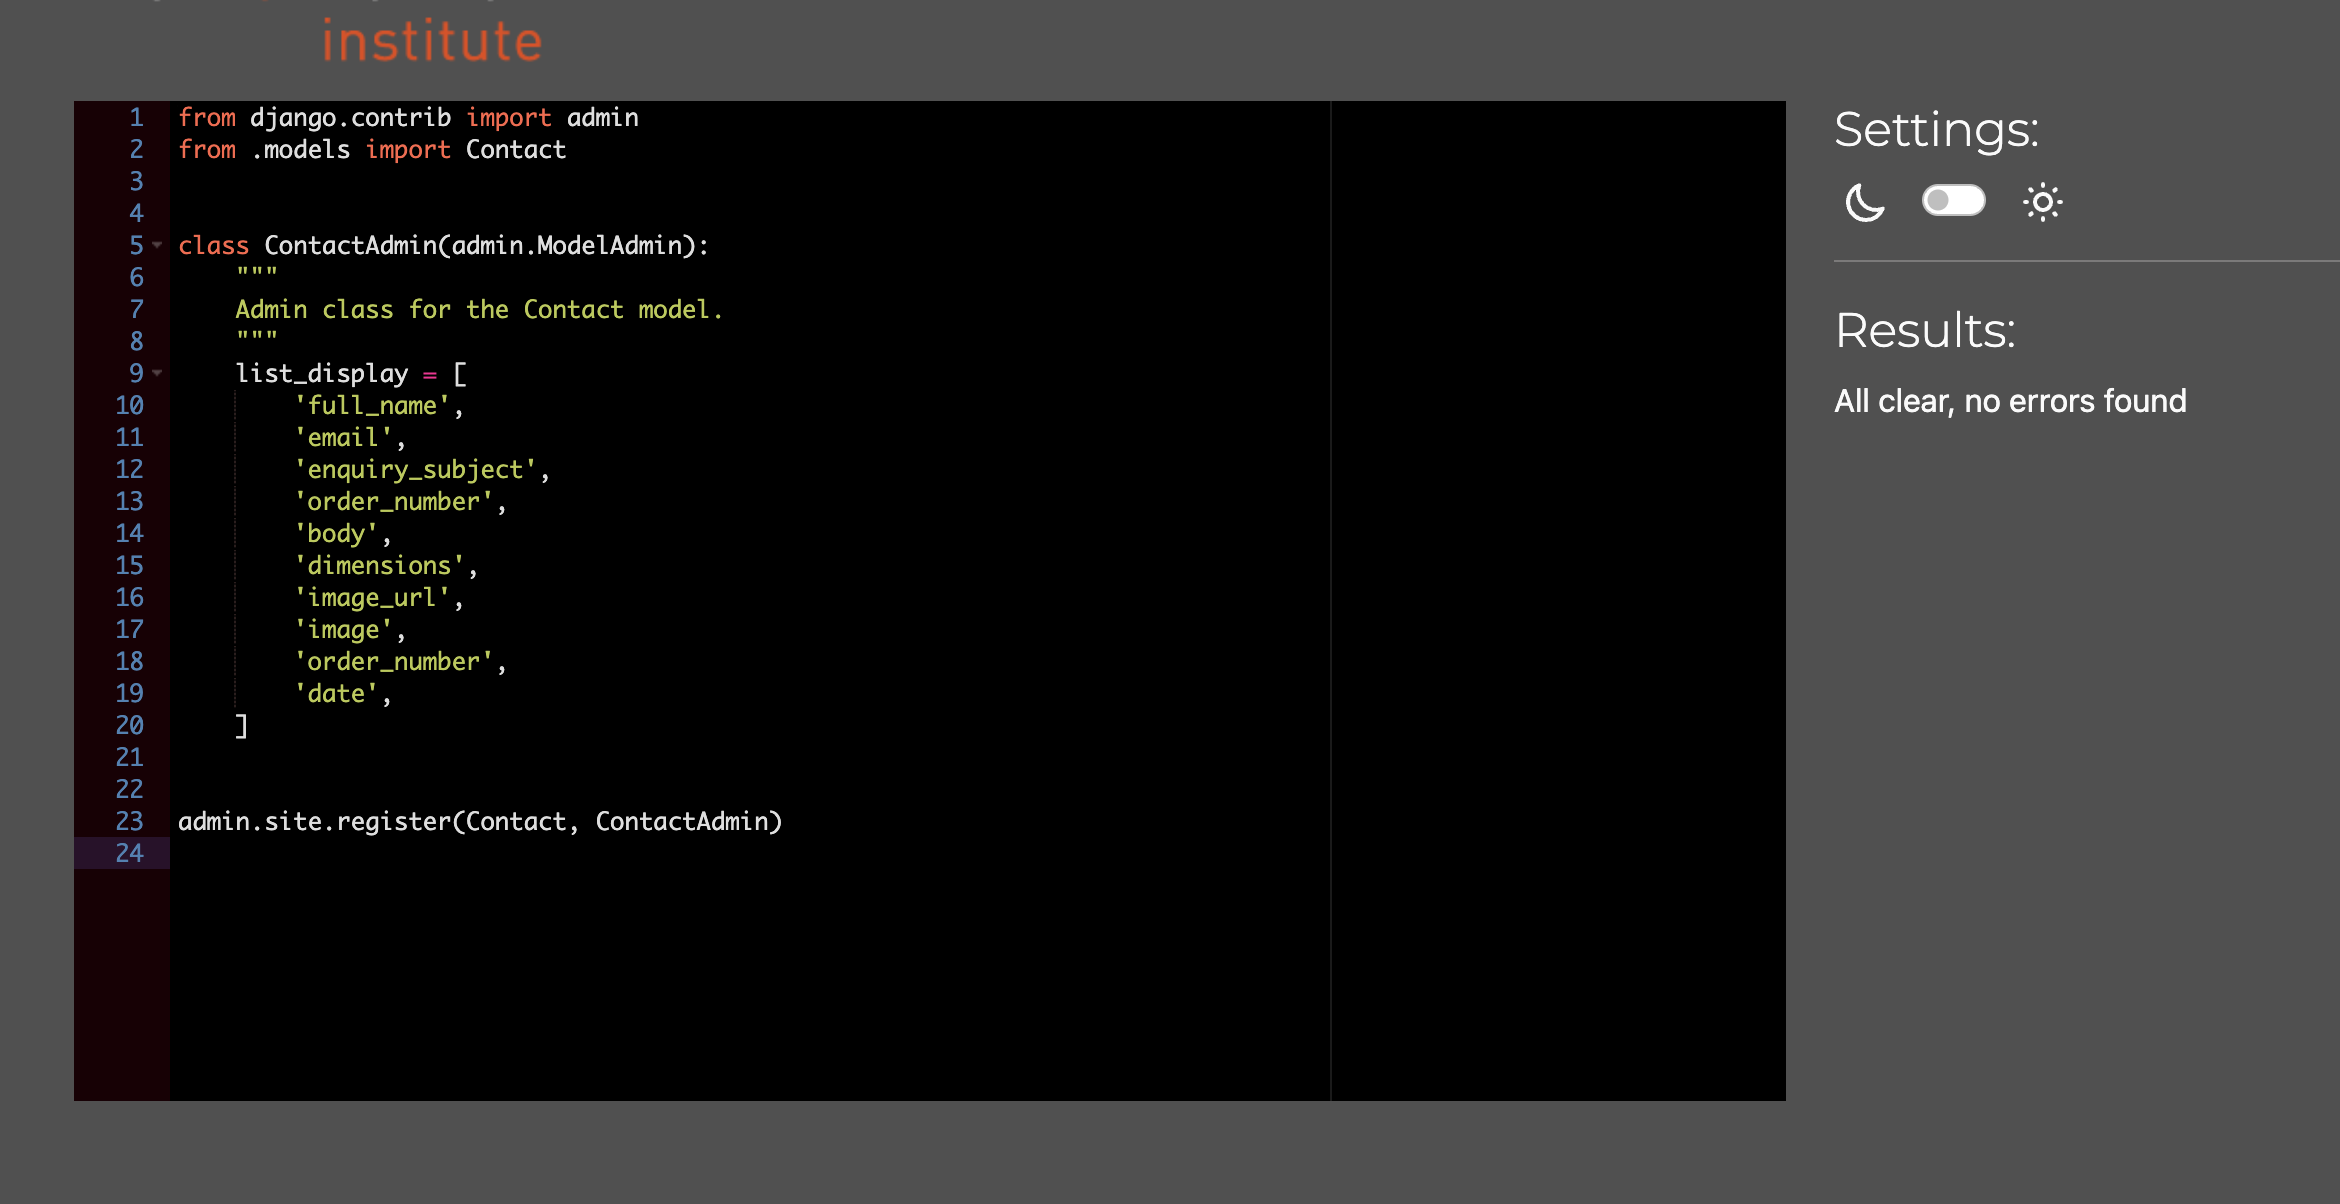 institute
1 from django.contrib import admin
2 from .models import Contact
3
4
5 class ContactAdmin(admin.ModelAdmin):
6     """
7     Admin class for the Contact model.
8     """
9     list_display = [
10         'full_name',
11         'email',
12         'enquiry_subject',
13         'order_number',
14         'body',
15         'dimensions',
16         'image_url',
17         'image',
18         'order_number',
19         'date',
20     ]
21
22
23 admin.site.register(Contact, ContactAdmin)
24
Settings:
Results:
All clear, no errors found